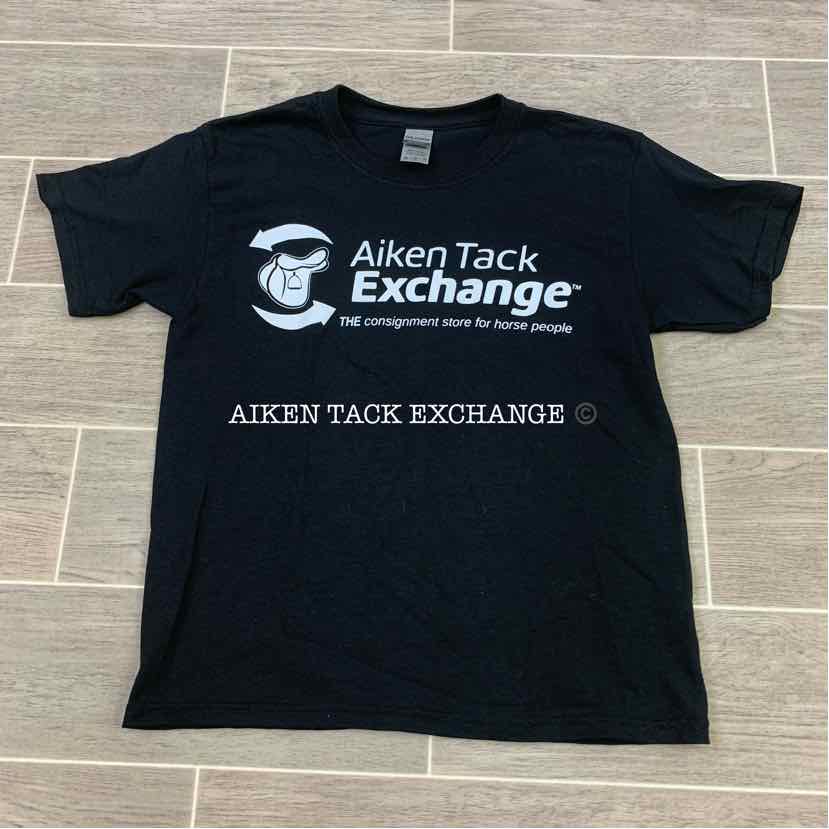 Aiken Tack
Exchange™
THE consignment store for horse people
AIKEN TACK EXCHANGE ©